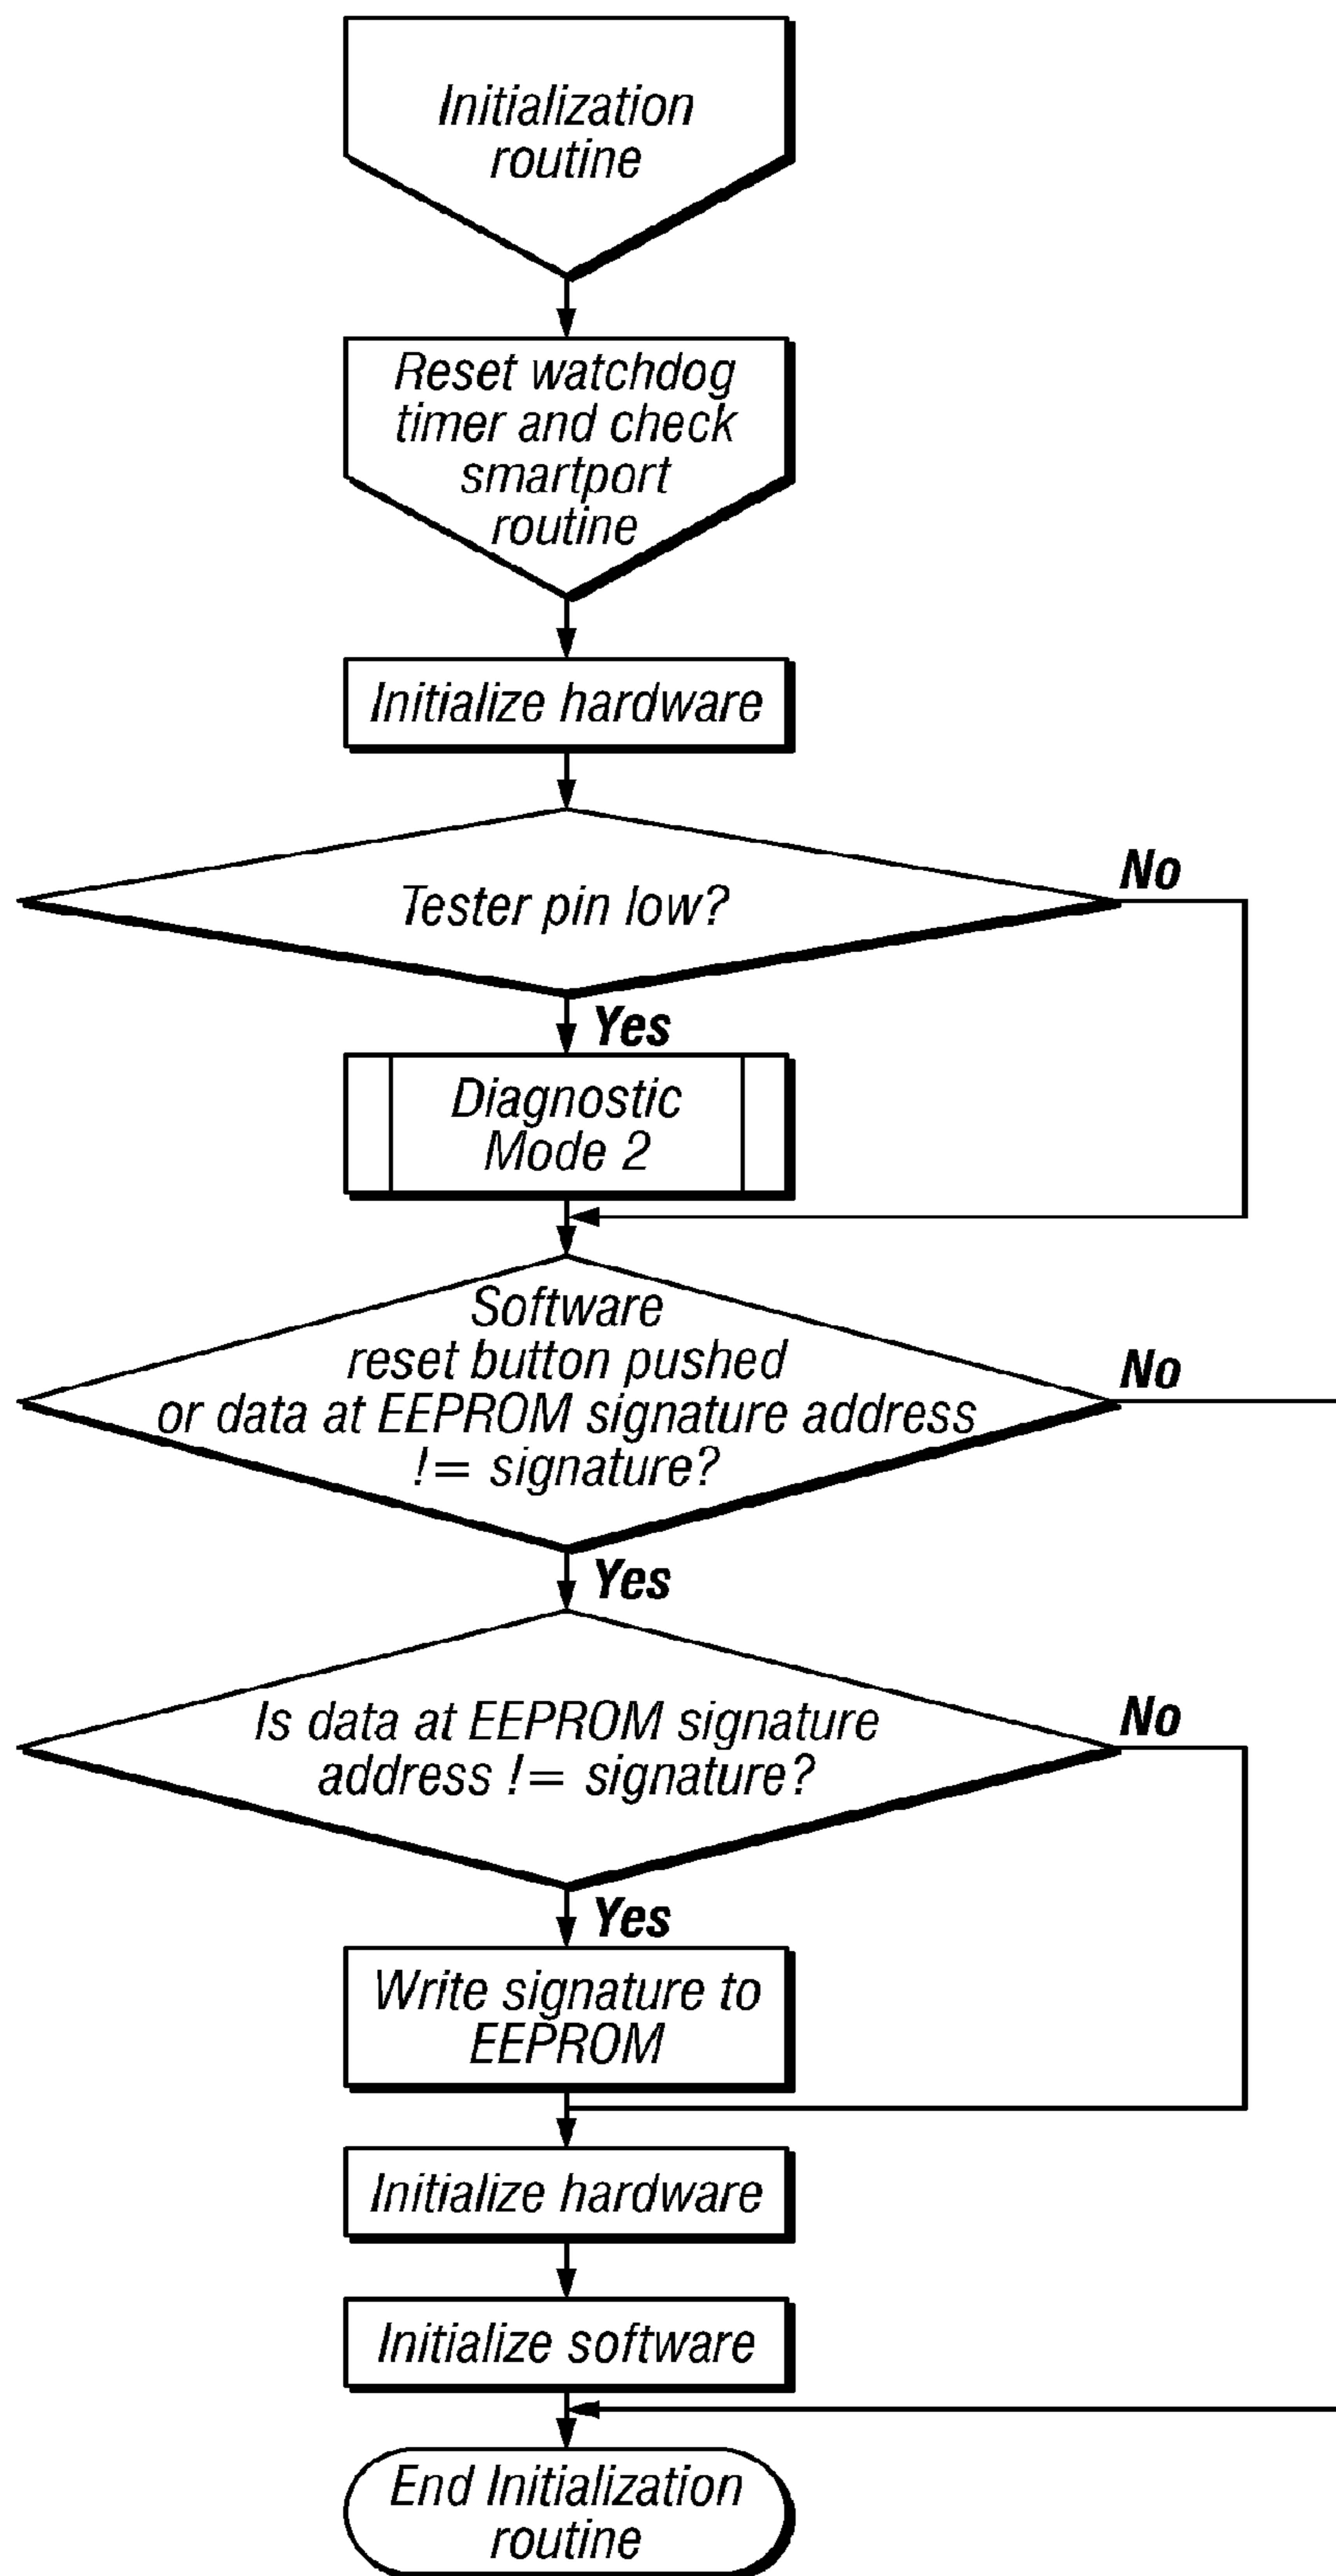 Initialization
routine
Reset watchdog
timer and check
smartport
routine
Initialize hardware
Tester pin low?
No
Yes
Diagnostic
Mode 2
Software
reset button pushed
or data at EEPROM signature address
!= signature?
No
Yes
Is data at EEPROM signature
address != signature?
No
Yes
Write signature to
EEPROM
Initialize hardware
Initialize software
End Initialization
routine